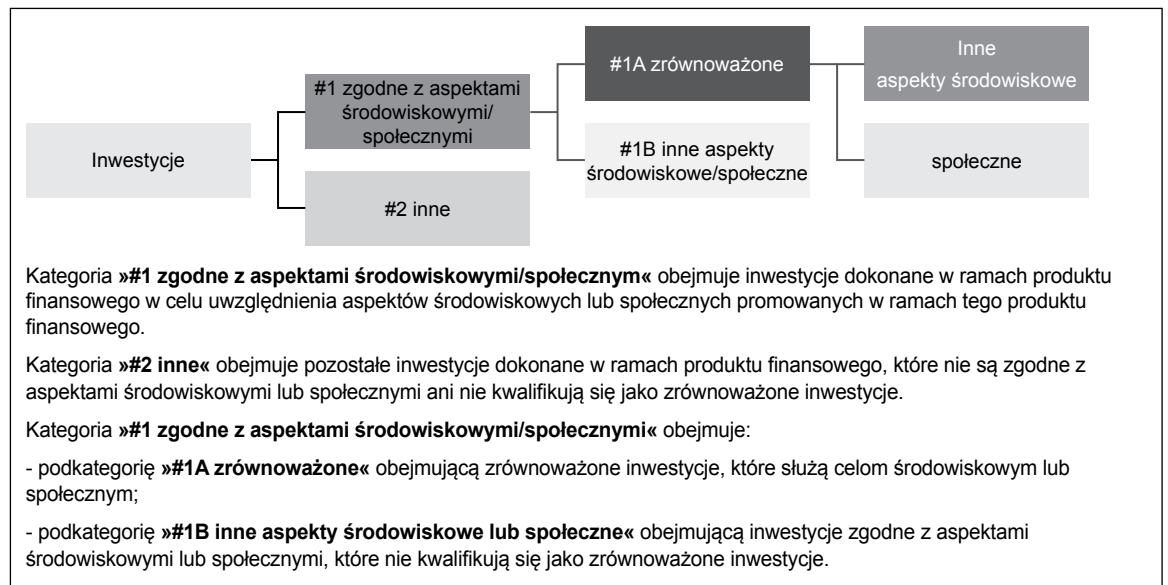 Inwestycje
#1 zgodne z aspektami
środowiskowymi/
społecznymi
#2 inne
#1A zrównoważone
#1B inne aspekty
środowiskowe/społeczne
Inne
aspekty środowiskowe
społeczne
Kategoria »#1 zgodne z aspektami środowiskowymi/społecznym« obejmuje inwestycje dokonane w ramach produktu
finansowego w celu uwzględnienia aspektów środowiskowych lub społecznych promowanych w ramach tego produktu
finansowego.
Kategoria »#2 inne« obejmuje pozostałe inwestycje dokonane w ramach produktu finansowego, które nie są zgodne z
aspektami środowiskowymi lub społecznymi ani nie kwalifikują się jako zrównoważone inwestycje.
Kategoria »#1 zgodne z aspektami środowiskowymi/społecznymi« obejmuje:
- podkategorię »#1A zrównoważone« obejmującą zrównoważone inwestycje, które służą celom środowiskowym lub
społecznym;
- podkategorię »#1B inne aspekty środowiskowe lub społeczne« obejmującą inwestycje zgodne z aspektami
środowiskowymi lub społecznymi, które nie kwalifikują się jako zrównoważone inwestycje.